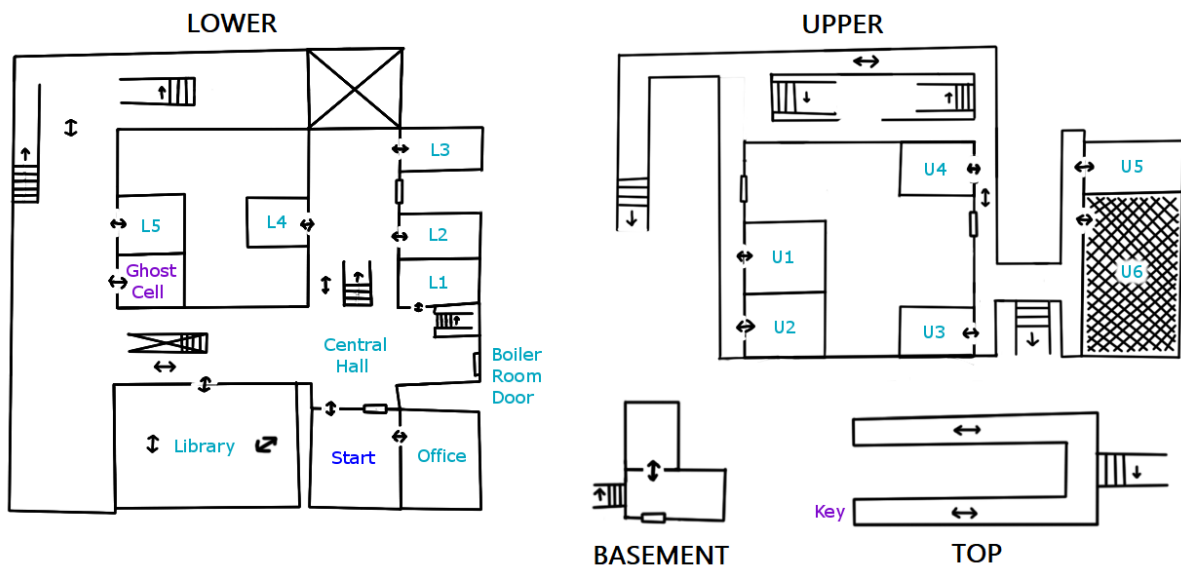 LOWER
UPPER
L3
L5
L4
L2
Ghost
Cell
L1
Central
Hall
Boiler
Room
Door
Library
Start
Office
U4
U5
U1
U6
U2
U3
Key
BASEMENT
TOP